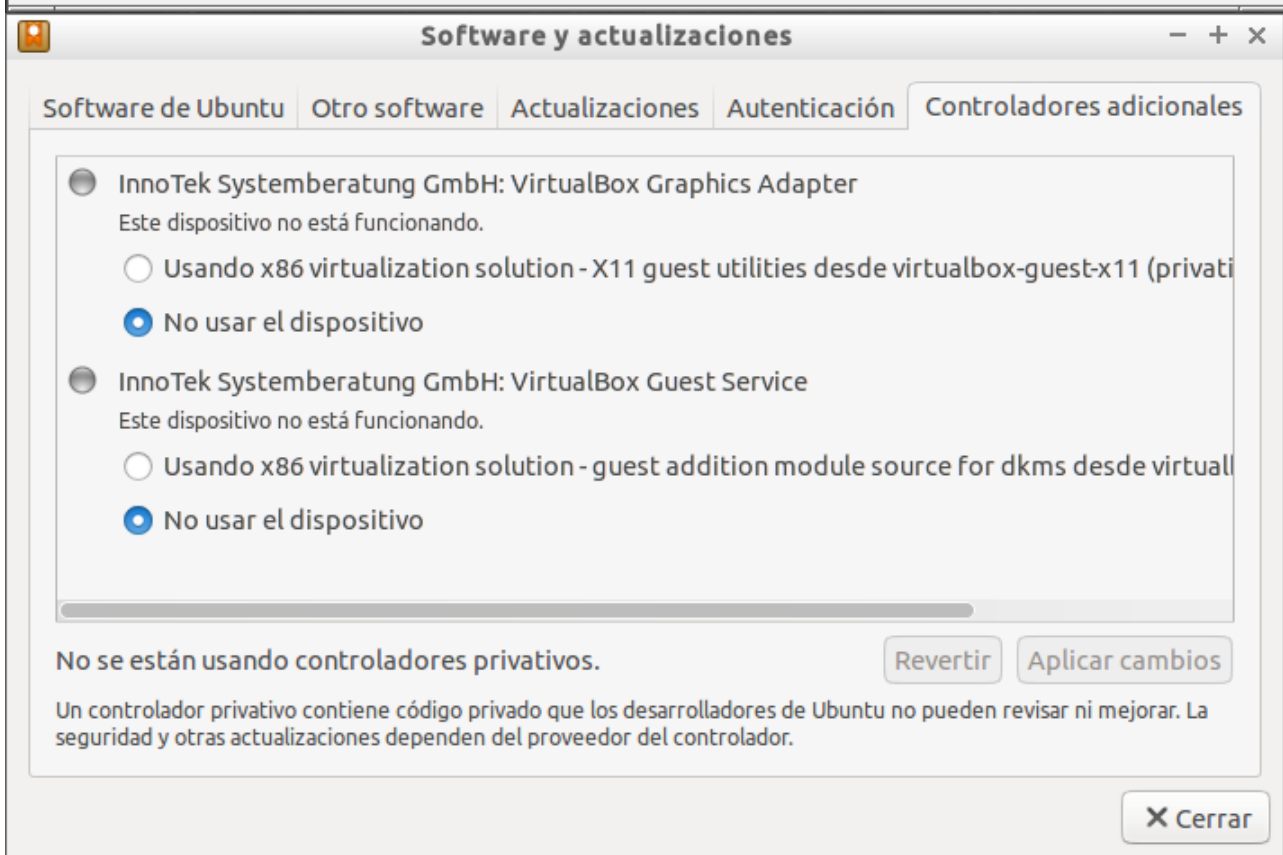 Software y actualizaciones
Software de Ubuntu Otro software Actualizaciones Autenticación Controladores adicionales
InnoTek Systemberatung GmbH: VirtualBox Graphics Adapter
Este dispositivo no está funcionando.
Usando x86 virtualization solution - X11 guest utilities desde virtualbox-guest-x11 (privati
No usar el dispositivo
InnoTek Systemberatung GmbH: VirtualBox Guest Service
Este dispositivo no está funcionando.
Usando x86 virtualization solution - guest addition module source for dkms desde virtuall
No usar el dispositivo
No se están usando controladores privativos. Revertir Aplicar cambios
Un controlador privativo contiene código privado que los desarrolladores de Ubuntu no pueden revisar ni mejorar. La
seguridad y otras actualizaciones dependen del proveedor del controlador.
Cerrar